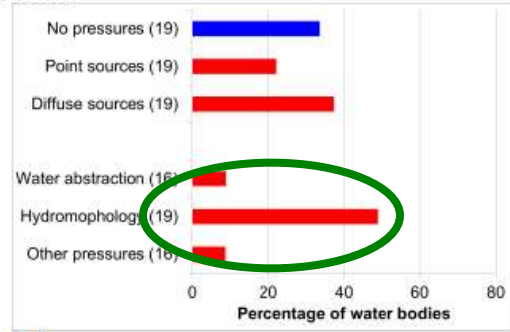 No pressures (19)
Point sources (19)
Diffuse sources (19)
Water abstraction (16)
Hydromophology (19)
Other pressures (16)
0 20 40 60 80
Percentage of water bodies